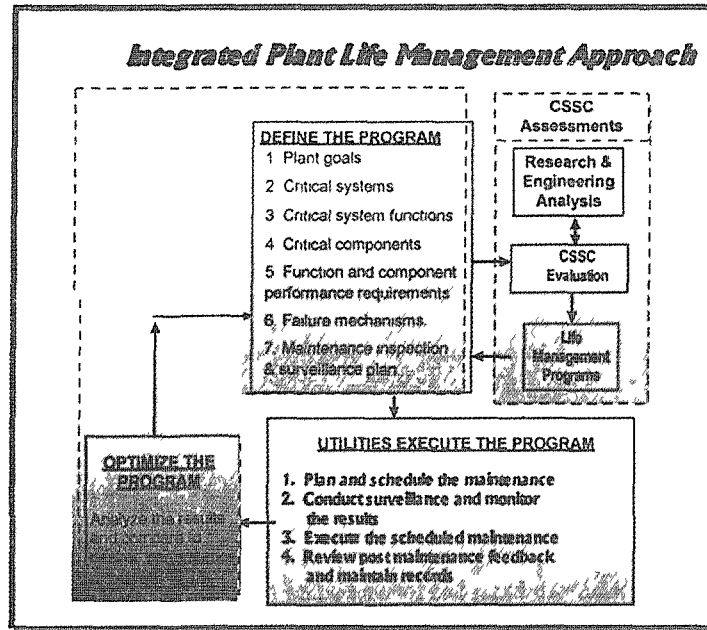 Integrated Plant Life Management Approach
CSSC
Assessments
DEFINE THE PROGRAM
1 Plant goals
2 Critical systems
3 Critical system functions
4 Critical components
5 Function and component
performance requirements
6. Failure mechanisms.
7. Maintenance inspection
& surveillance plan
Research &
Engineering
Analysis
CSSC
Evaluation
Life
Management
Programs
UTILITIES EXECUTE THE PROGRAM
1. Plan and schedule the maintenance
2. Conduct surveillance and monitor
the results
3. Execute the scheduled maintenance
4. Review post maintenance feedback
and maintain records
OPTIMIZE THE
PROGRAM
Analyze the results
and compare to